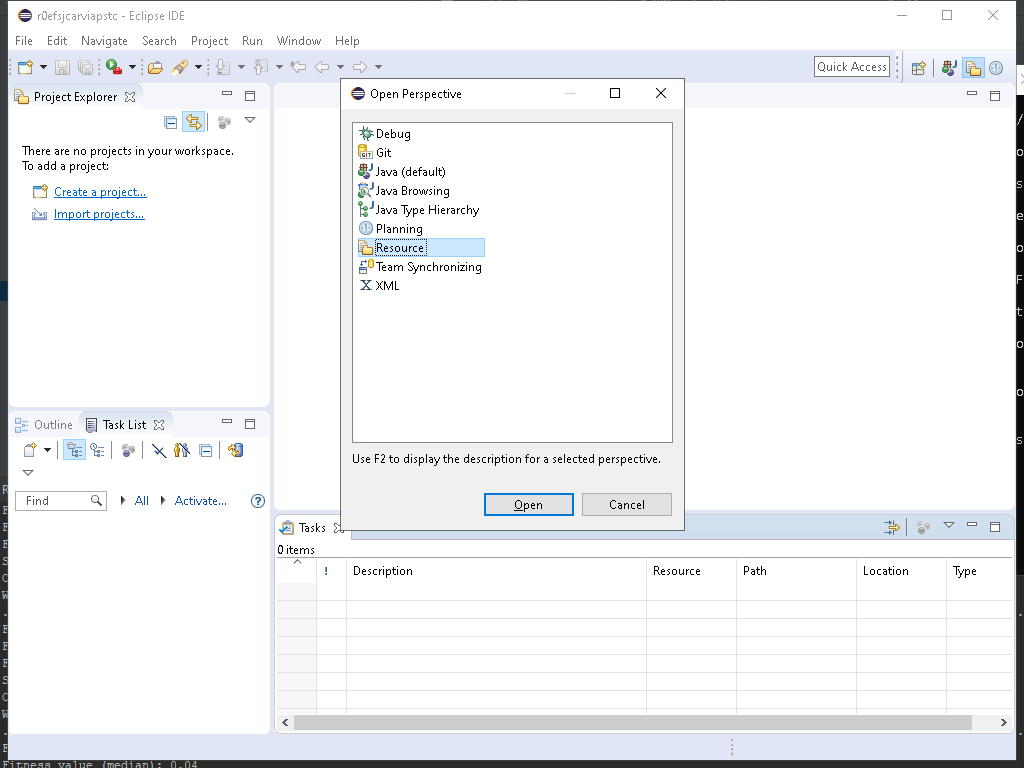 r0efsjcarviapstc - Eclipse IDE
File Edit Navigate Search Project Run Window Help
Quick Access
Project Explorer
There are no projects in your workspace.
To add a project:
Create a project...
Import projects...
Open Perspective
Debug
GIT Git
Java (default)
Java Browsing
Java Type Hierarchy
Planning
Resource
Team Synchronizing
X XML
Use F2 to display the description for a selected perspective.
Open Cancel
Outline Task List
Find All Activate... ?
Tasks
0 items
! Description Resource Path Location Type
Fitness value (median): 0.04